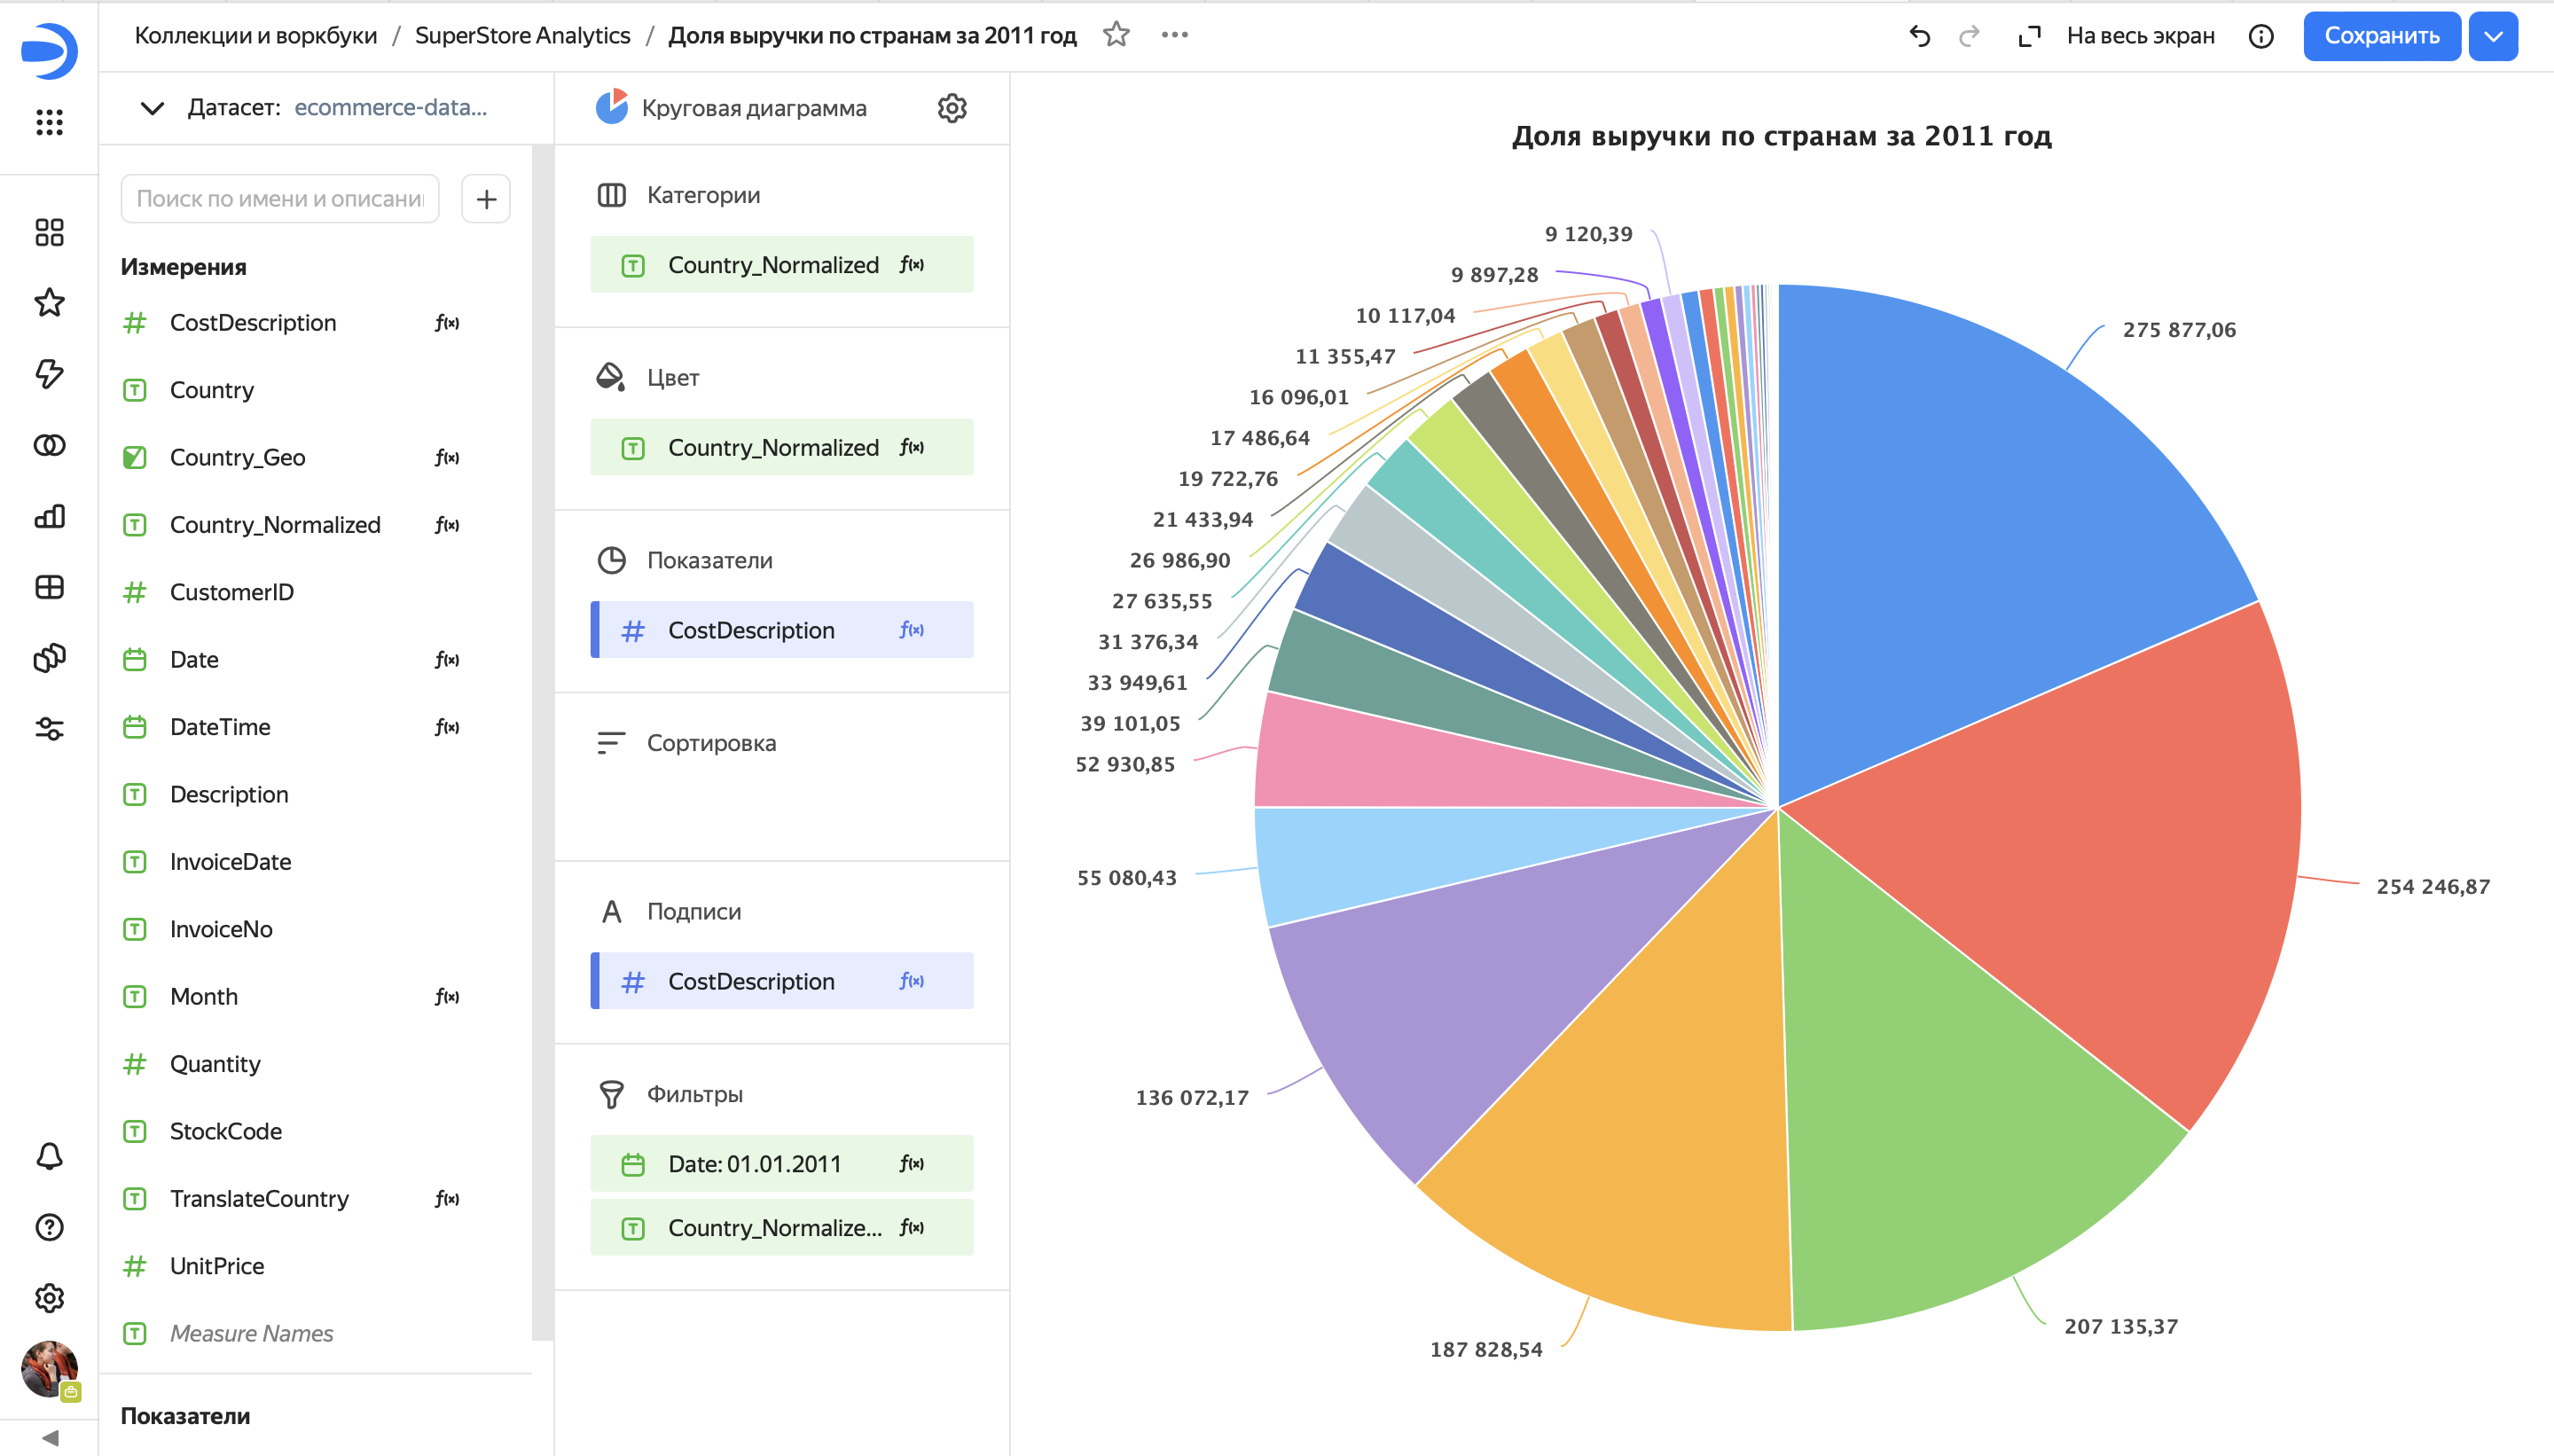 Коллекции и воркбуки / SuperStore Analytics / Доля выручки по странам за 2011 год
На весь экран
Сохранить
Датасет: ecommerce-data...
Поиск по имени и описани
Измерения
CostDescription f(x)
Country
Country_Geo f(x)
Country_Normalized f(x)
CustomerID
Date f(x)
DateTime f(x)
Description
InvoiceDate
InvoiceNo
Month f(x)
Quantity
StockCode
TranslateCountry f(x)
UnitPrice
Measure Names
Показатели
Круговая диаграмма
Категории
Country_Normalized f(x)
Цвет
Country_Normalized f(x)
Показатели
CostDescription f(x)
Сортировка
Подписи
CostDescription f(x)
Фильтры
Date: 01.01.2011 f(x)
Country_Normalize... f(x)
Доля выручки по странам за 2011 год
9 120,39
9 897,28
10 117,04
11 355,47
16 096,01
17 486,64
19 722,76
21 433,94
26 986,90
27 635,55
31 376,34
33 949,61
39 101,05
52 930,85
55 080,43
136 072,17
187 828,54
207 135,37
254 246,87
275 877,06